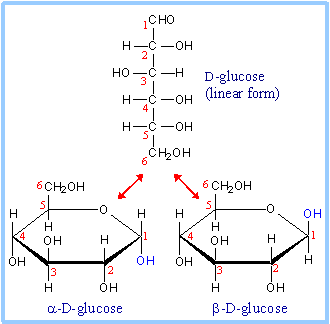 1 CHO
H C OH
2
HO C H
3
H C OH
4
H C OH
5
6 CH₂OH
D-glucose
(linear form)
6 CH₂OH
H 5 O H
4 H 1
OH OH H OH
3 2
H OH
α-D-glucose
6 CH₂OH
H 5 O OH
4 H 1
OH OH H H
3 2
H OH
β-D-glucose